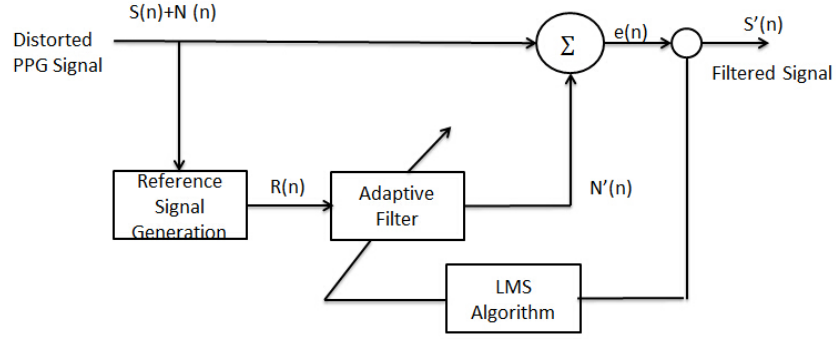 S(n)+N (n)
Distorted
PPG Signal
Σ
e(n)
S’(n)
Filtered Signal
Reference
Signal
Generation
R(n)
Adaptive
Filter
N’(n)
LMS
Algorithm